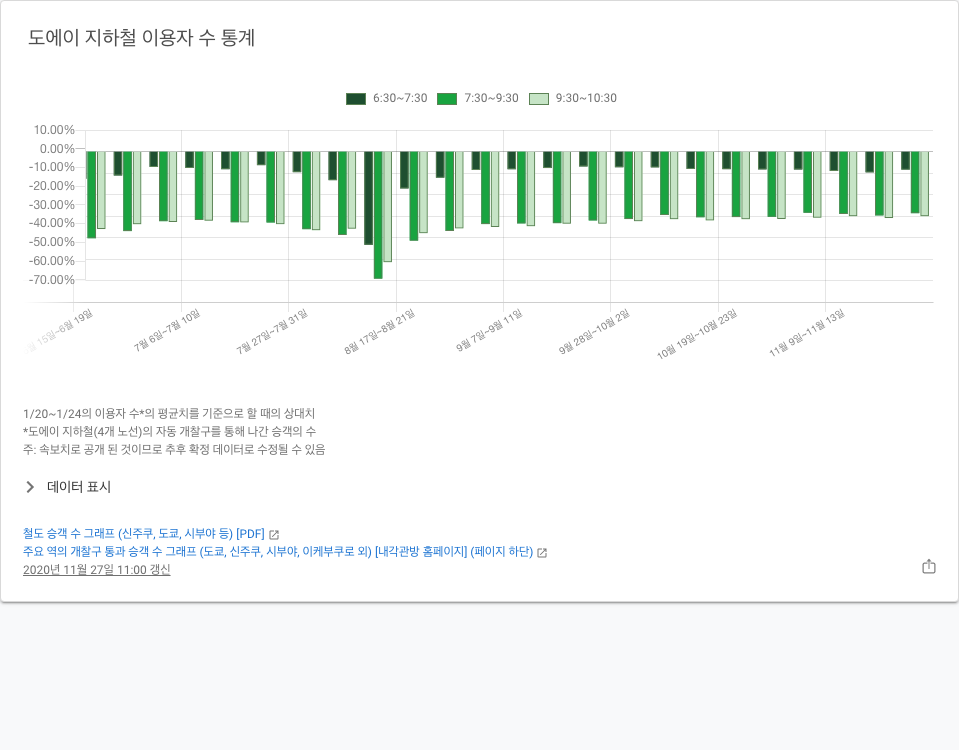 도에이 지하철 이용자 수 통계
6:30~7:30 7:30~9:30 9:30~10:30
10.00%
0.00%
-10.00%
-20.00%
-30.00%
-40.00%
-50.00%
-60.00%
-70.00%
15일~6월 19일
7월 6일~7월 10일
7월 27일~7월 31일
8월 17일~8월 21일
9월 7일~9월 11일
9월 28일~10월 2일
10월 19일~10월 23일
11월 9일~11월 13일
1/20~1/24의 이용자 수*의 평균치를 기준으로 할 때의 상대치
*도에이 지하철(4개 노선)의 자동 개찰구를 통해 나간 승객의 수
주: 속보치로 공개 된 것이므로 추후 확정 데이터로 수정될 수 있음
데이터 표시
철도 승객 수 그래프 (신주쿠, 도쿄, 시부야 등) [PDF]
주요 역의 개찰구 통과 승객 수 그래프 (도쿄, 신주쿠, 시부야, 이케부쿠로 외) [내각관방 홈페이지] (페이지 하단)
2020년 11월 27일 11:00 갱신